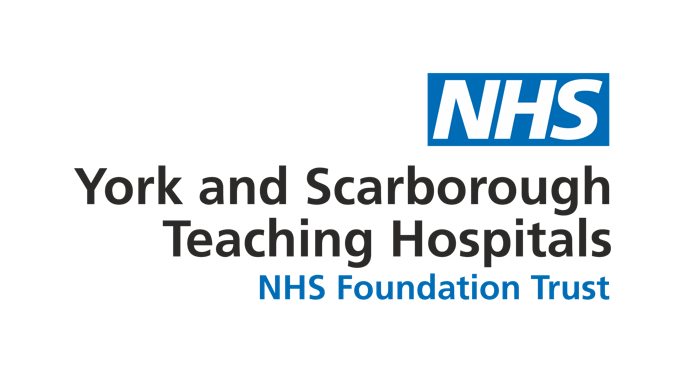 NHS
York and Scarborough
Teaching Hospitals
NHS Foundation Trust